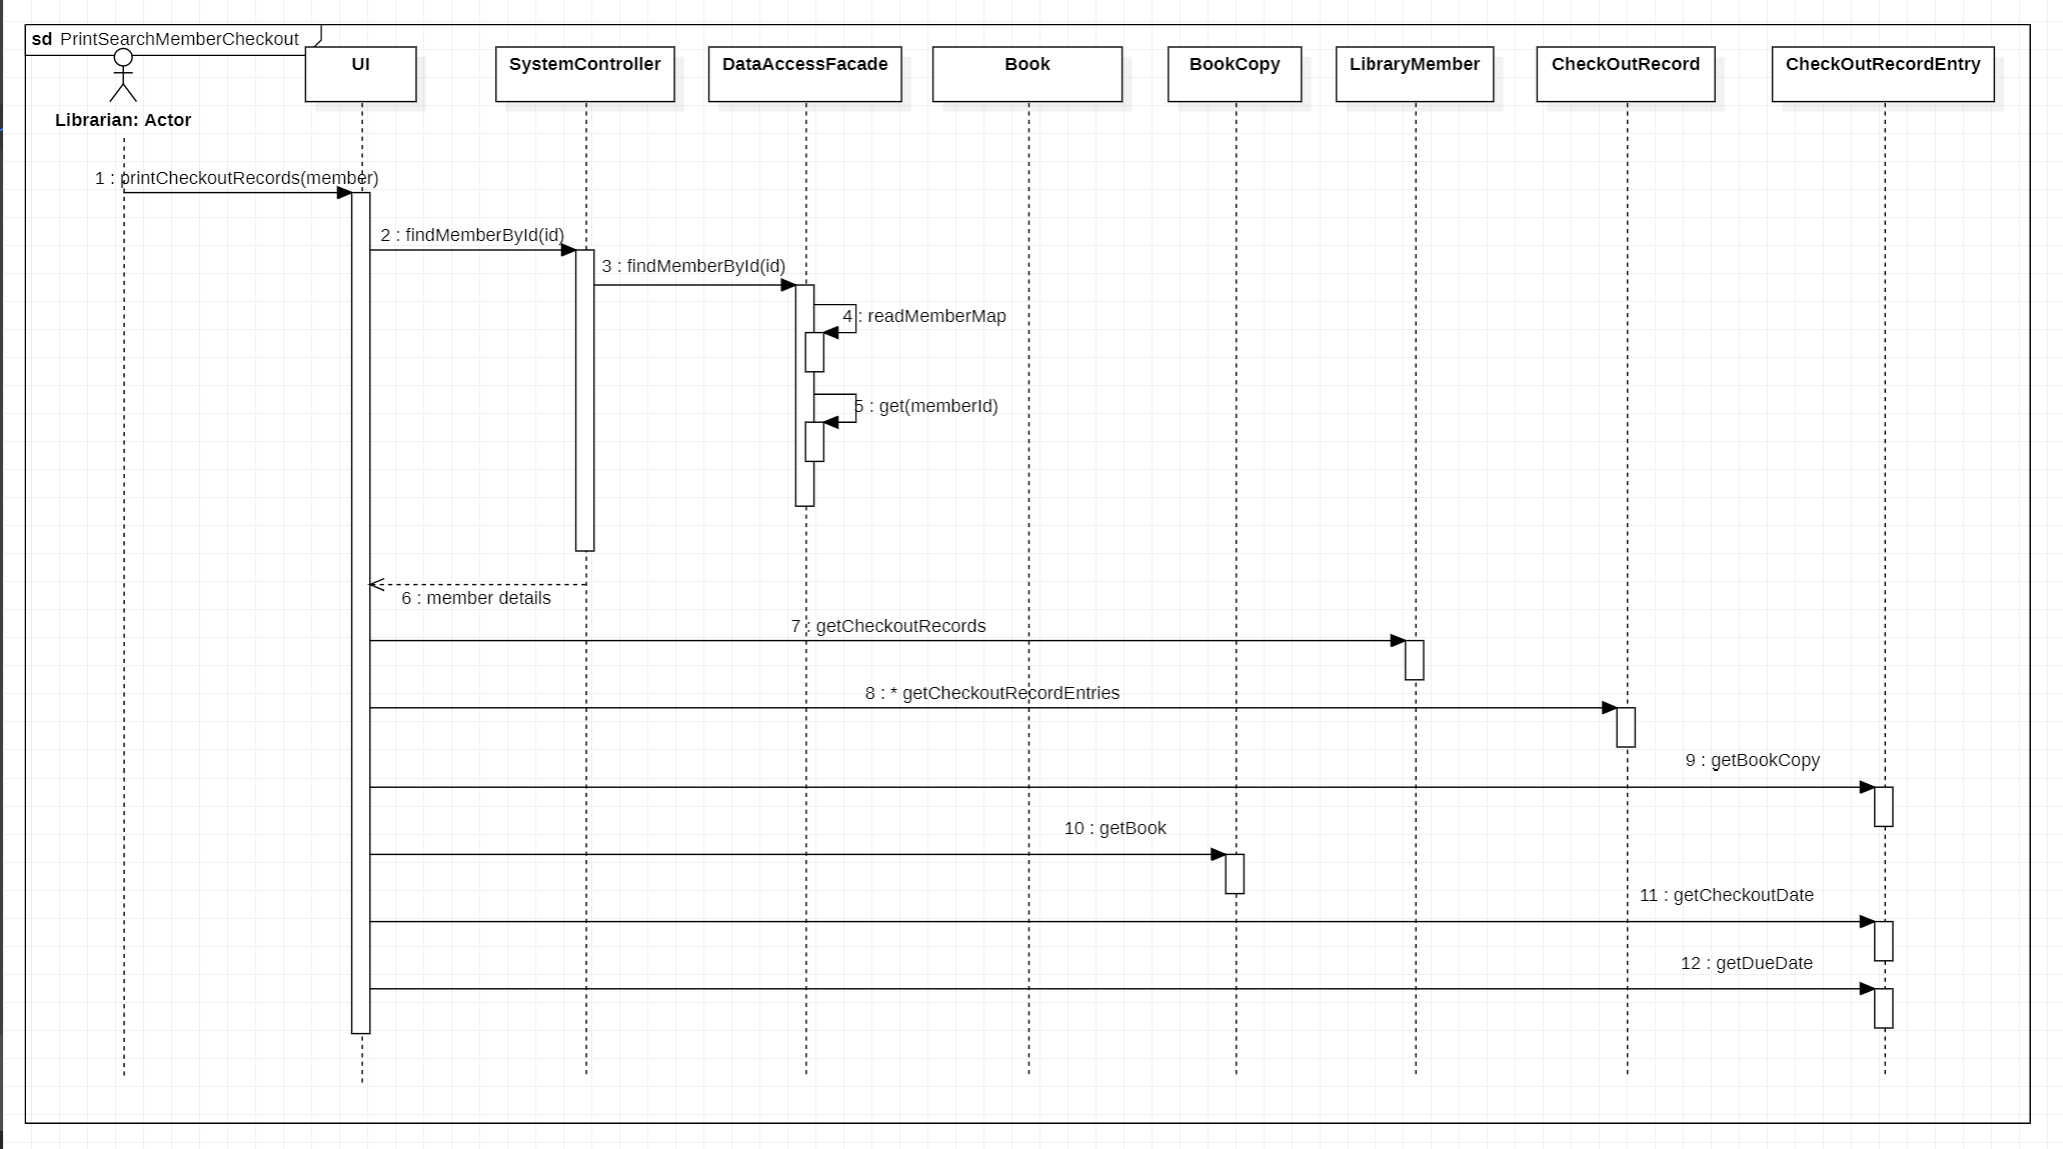 sd PrintSearchMemberCheckout
UI
SystemController
DataAccessFacade
Book
BookCopy
LibraryMember
CheckOutRecord
CheckOutRecordEntry
Librarian: Actor
1 : printCheckoutRecords(member)
2 : findMemberById(id)
3 : findMemberById(id)
4 : readMemberMap
5 : get(memberId)
6 : member details
7 : getCheckoutRecords
8 : * getCheckoutRecordEntries
9 : getBookCopy
10 : getBook
11 : getCheckoutDate
12 : getDueDate